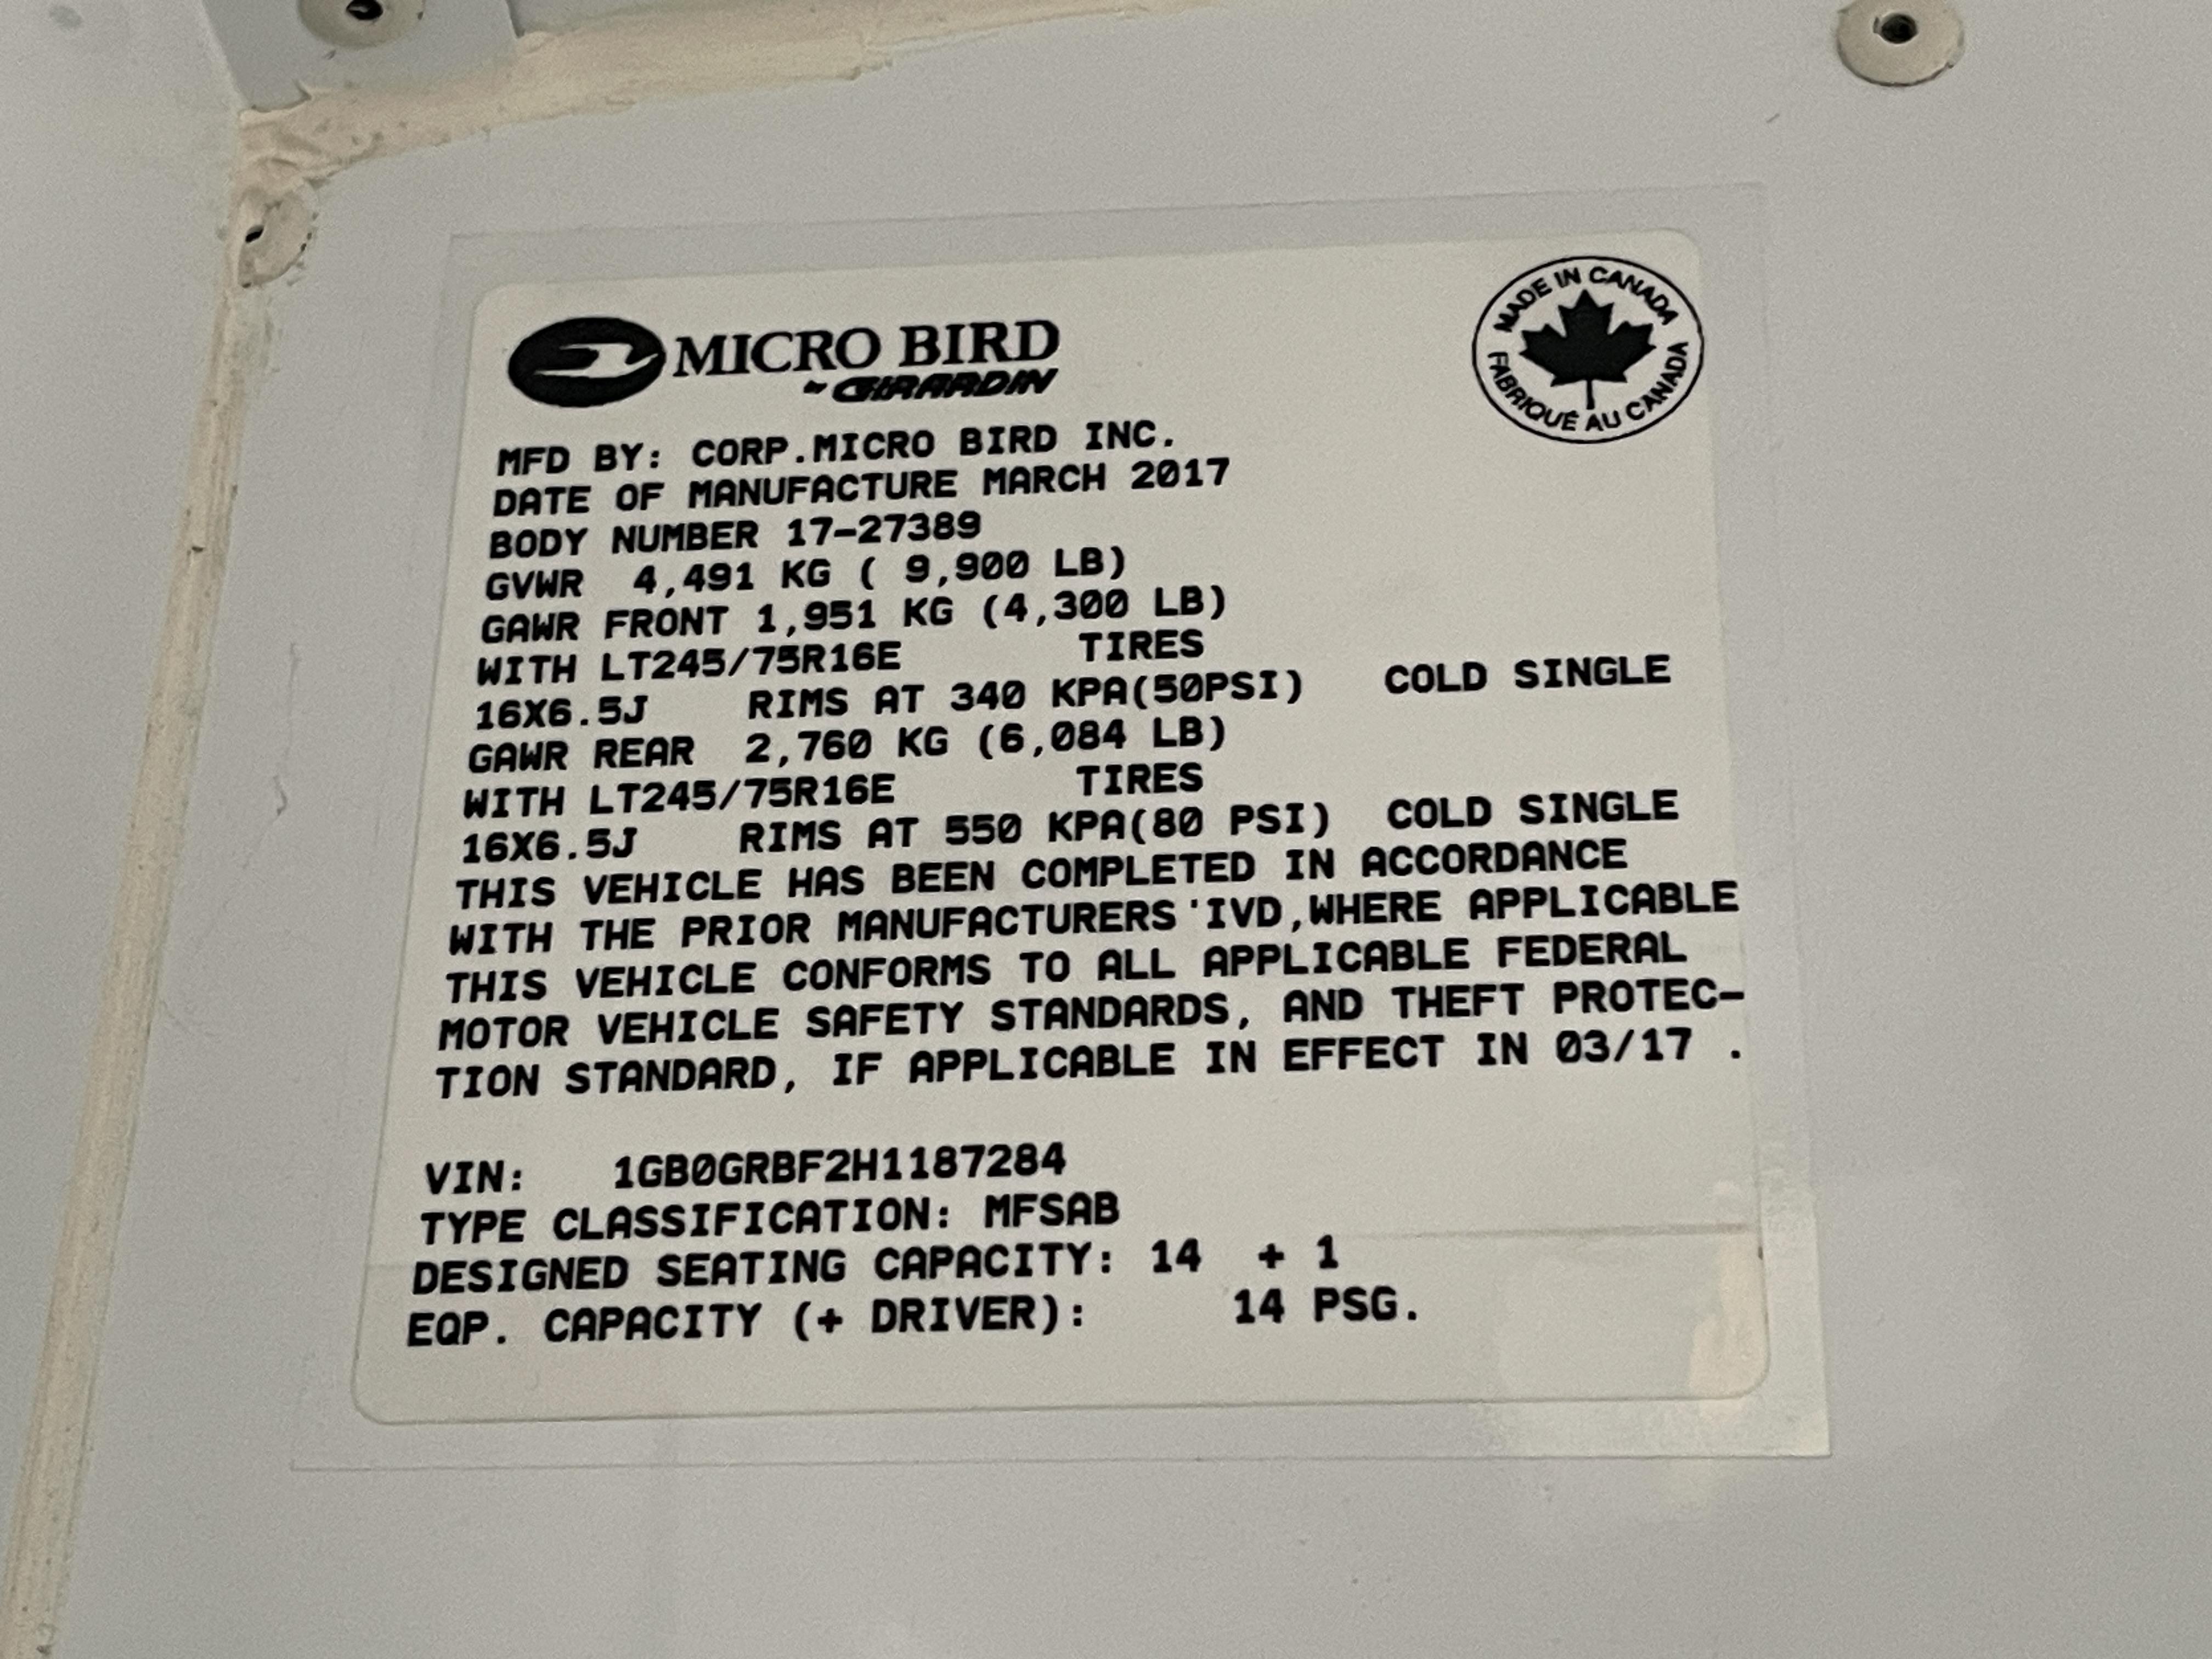 MICRO BIRD
by GIRARDIN
MADE IN CANADA
FABRIQUÉ AU CANADA
MFD BY: CORP.MICRO BIRD INC.
DATE OF MANUFACTURE MARCH 2017
BODY NUMBER 17-27389
GVWR 4,491 KG ( 9,900 LB)
GAWR FRONT 1,951 KG (4,300 LB)
WITH LT245/75R16E TIRES
16X6.5J RIMS AT 340 KPA(50PSI) COLD SINGLE
GAWR REAR 2,760 KG (6,084 LB)
WITH LT245/75R16E TIRES
16X6.5J RIMS AT 550 KPA(80 PSI) COLD SINGLE
THIS VEHICLE HAS BEEN COMPLETED IN ACCORDANCE
WITH THE PRIOR MANUFACTURERS'IVD,WHERE APPLICABLE
THIS VEHICLE CONFORMS TO ALL APPLICABLE FEDERAL
MOTOR VEHICLE SAFETY STANDARDS, AND THEFT PROTEC-
TION STANDARD, IF APPLICABLE IN EFFECT IN 03/17 .
VIN: 1GB0GRBF2H1187284
TYPE CLASSIFICATION: MFSAB
DESIGNED SEATING CAPACITY: 14 + 1
EQP. CAPACITY (+ DRIVER): 14 PSG.